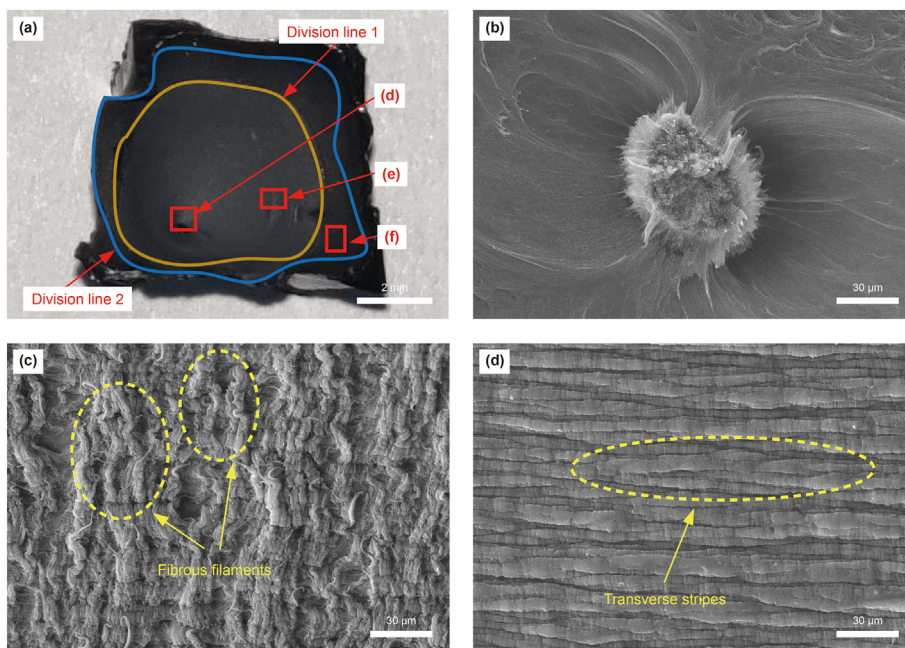 (a)
Division line 1
(d)
(e)
(f)
Division line 2
2 mm
(b)
30 µm
(c)
Fibrous filaments
30 µm
(d)
Transverse stripes
30 µm